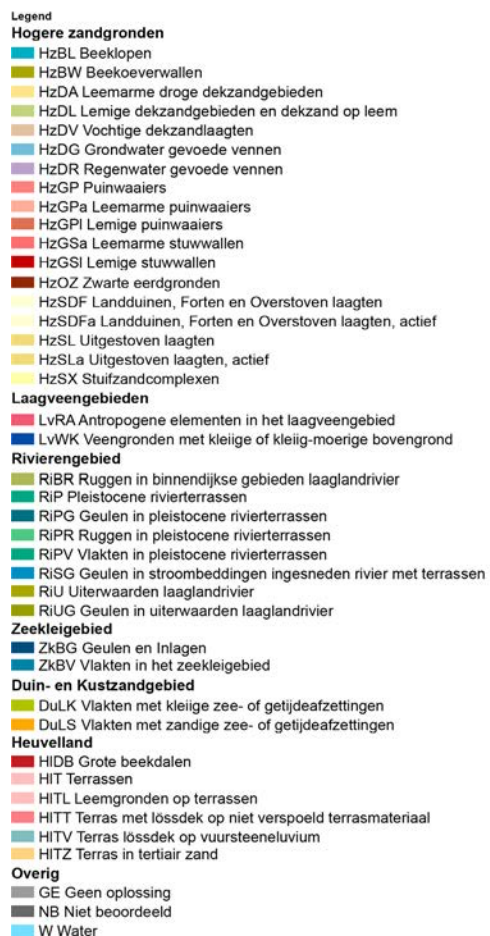 Legend
Hogere zandgronden
HzBL Beeklopen
HzBW Beekoeverwallen
HzDA Leemarme droge dekzandgebieden
HzDL Lemige dekzandgebieden en dekzand op leem
HzDV Vochtige dekzandlaagten
HzDG Grondwater gevoede vennen
HzDR Regenwater gevoede vennen
HzGP Puinwaaiers
HzGPa Leemarme puinwaaiers
HzGPl Lemige puinwaaiers
HzGSa Leemarme stuwwallen
HzGSl Lemige stuwwallen
HzOZ Zwarte eerdgronden
HzSDF Landduinen, Forten en Overstoven laagten
HzSDFa Landduinen, Forten en Overstoven laagten, actief
HzSL Uitgestoven laagten
HzSLa Uitgestoven laagten, actief
HzSX Stuifzandcomplexen
Laagveengebieden
LvRA Antropogene elementen in het laagveengebied
LvWK Veengronden met kleiige of kleiig-moerige bovengrond
Rivierengebied
RiBR Ruggen in binnendijkse gebieden laaglandrivier
RiP Pleistocene rivierterrassen
RiPG Geulen in pleistocene rivierterrassen
RiPR Ruggen in pleistocene rivierterrassen
RiPV Vlakten in pleistocene rivierterrassen
RiSG Geulen in stroombeddingen ingesneden rivier met terrassen
RiU Uiterwaarden laaglandrivier
RiUG Geulen in uiterwaarden laaglandrivier
Zeekleigebied
ZkBG Geulen en Inlagen
ZkBV Vlakten in het zeekleigebied
Duin- en Kustzandgebied
DuLK Vlakten met kleiige zee- of getijdeafzettingen
DuLS Vlakten met zandige zee- of getijdeafzettingen
Heuvelland
HlDB Grote beekdalen
HlT Terrassen
HlTL Leemgronden op terrassen
HlTT Terras met lössdek op niet verspoeld terrasmateriaal
HlTV Terras lössdek op vuursteeneluvium
HlTZ Terras in tertiair zand
Overig
GE Geen oplossing
NB Niet beoordeeld
W Water